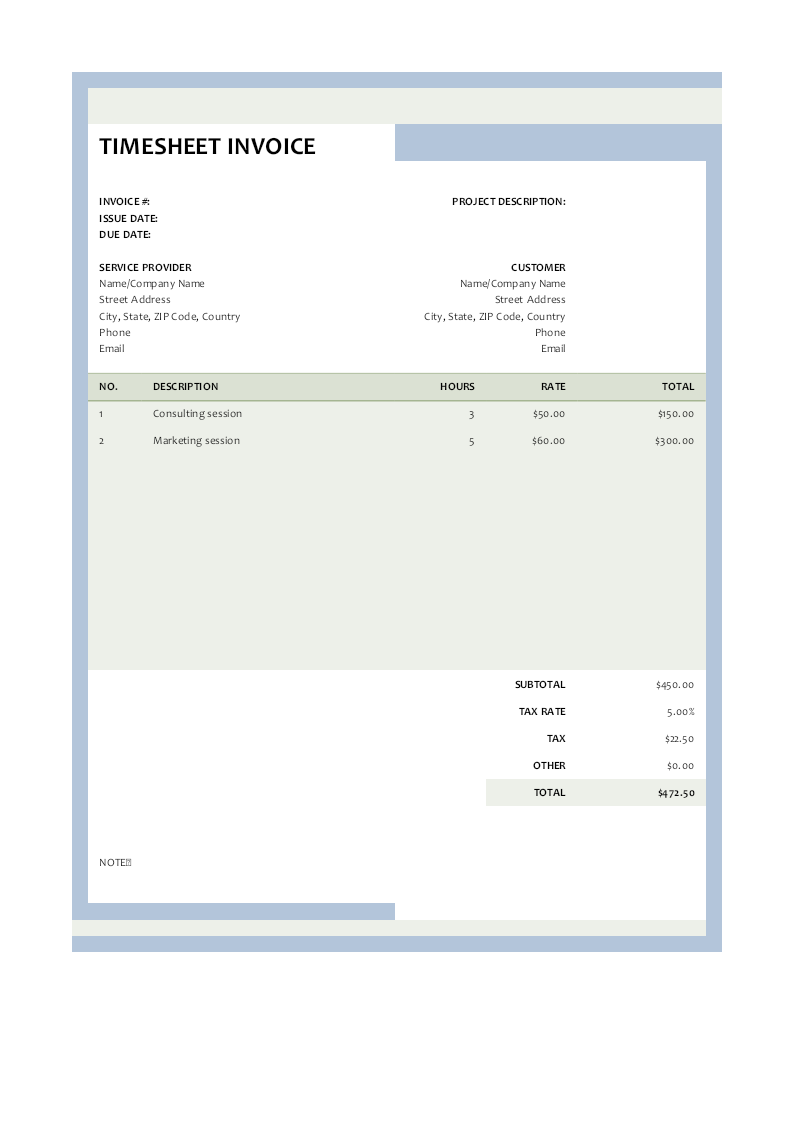 TIMESHEET INVOICE
INVOICE #:
PROJECT DESCRIPTION:
ISSUE DATE:
DUE DATE:
SERVICE PROVIDER
Name/Company Name
Street Address
City, State, ZIP Code, Country
Phone
Email
CUSTOMER
Name/Company Name
Street Address
City, State, ZIP Code, Country
Phone
Email
NO. DESCRIPTION HOURS RATE TOTAL
1 Consulting session 3 $50.00 $150.00
2 Marketing session 5 $60.00 $300.00
SUBTOTAL $450.00
TAX RATE 5.00%
TAX $22.50
OTHER $0.00
TOTAL $472.50
NOTE